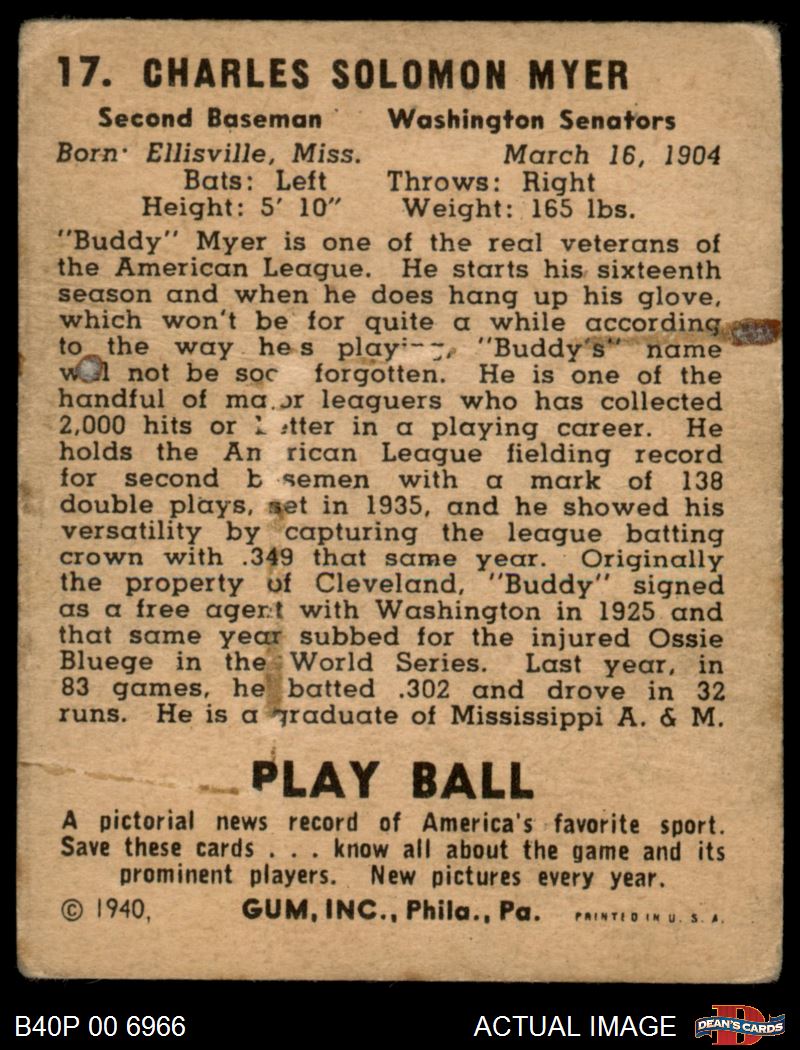 17. CHARLES SOLOMON MYER
Second Baseman Washington Senators
Born· Ellisville, Miss. March 16, 1904
Bats: Left Throws: Right
Height: 5' 10" Weight: 165 lbs.
"Buddy" Myer is one of the real veterans of
the American League. He starts his sixteenth
season and when he does hang up his glove,
which won't be for quite a while according
to the way he's playing, "Buddy's" name
will not be soon forgotten. He is one of the
handful of major leaguers who has collected
2,000 hits or better in a playing career. He
holds the American League fielding record
for second basemen with a mark of 138
double plays, set in 1935, and he showed his
versatility by capturing the league batting
crown with .349 that same year. Originally
the property of Cleveland, "Buddy" signed
as a free agent with Washington in 1925 and
that same year subbed for the injured Ossie
Bluege in the World Series. Last year, in
83 games, he batted .302 and drove in 32
runs. He is a graduate of Mississippi A. & M.
PLAY BALL
A pictorial news record of America's favorite sport.
Save these cards . . . know all about the game and its
prominent players. New pictures every year.
© 1940, GUM, INC., Phila., Pa. PRINTED IN U. S. A.
B40P 00 6966 ACTUAL IMAGE DEAN'S CARDS